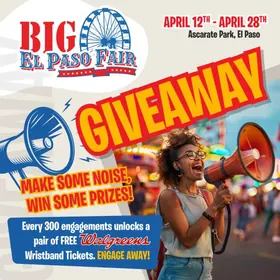 BIG
EL PASO FAIR
APRIL 12TH - APRIL 28TH
Ascarate Park, El Paso
GIVEAWAY
MAKE SOME NOISE,
WIN SOME PRIZES!
Every 300 engagements unlocks a
pair of FREE Walgreens
Wristband Tickets. ENGAGE AWAY!